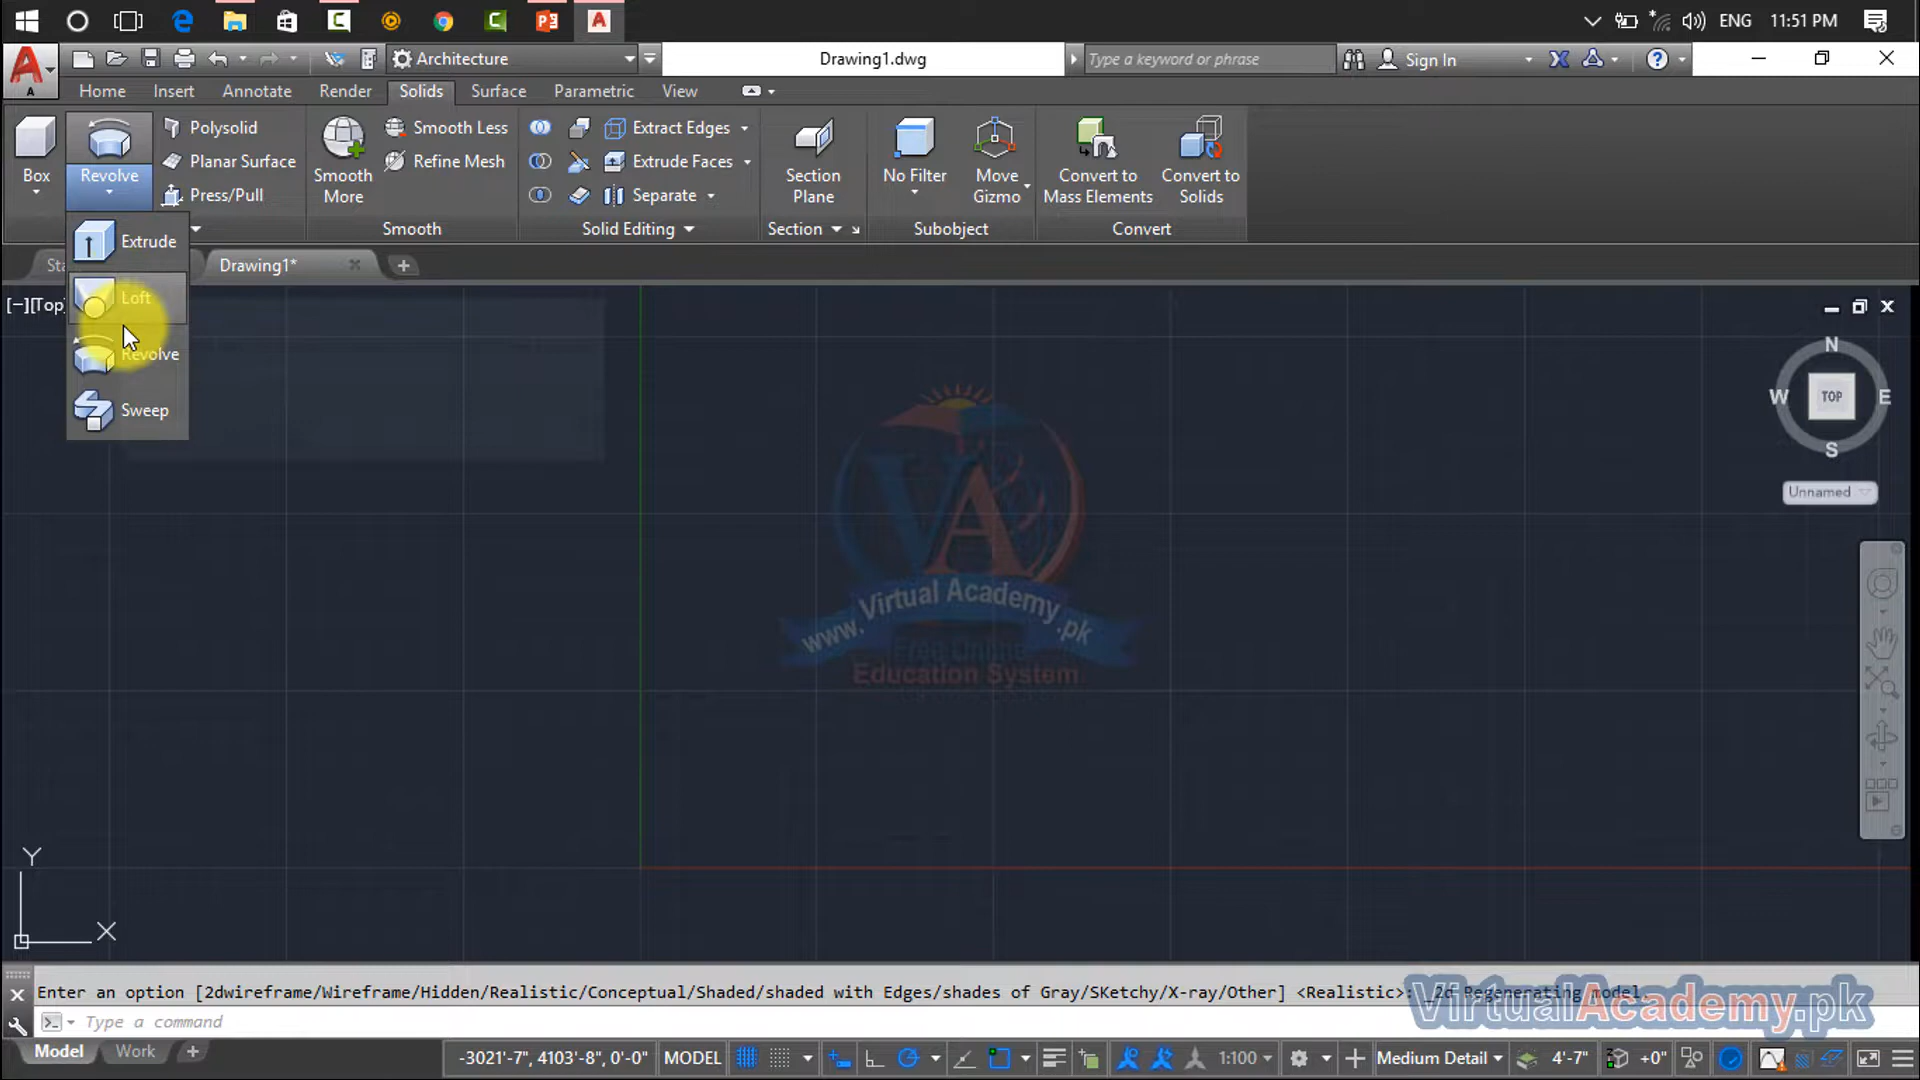 ENG 11:51 PM
Architecture
Drawing1.dwg
Type a keyword or phrase
Sign In
Home Insert Annotate Render Solids Surface Parametric View
Polysolid
Planar Surface
Press/Pull
Box
Revolve
Smooth More
Smooth Less
Refine Mesh
Extract Edges
Extrude Faces
Separate
Section Plane
No Filter
Move Gizmo
Convert to Mass Elements
Convert to Solids
Smooth
Solid Editing
Section
Subobject
Convert
Extrude
Loft
Revolve
Sweep
Drawing1*
[−][Top]
N
W TOP E
S
Unnamed
VA
www.Virtual Academy.pk
Free Online
Education System
Y
X
Enter an option [2dwireframe/Wireframe/Hidden/Realistic/Conceptual/Shaded/shaded with Edges/shades of Gray/SKetchy/X-ray/Other] <Realistic>: _2d Regenerating model.
VirtualAcademy.pk
Type a command
Model Work
-3021'-7", 4103'-8", 0'-0" MODEL 1:100 Medium Detail 4'-7" +0"